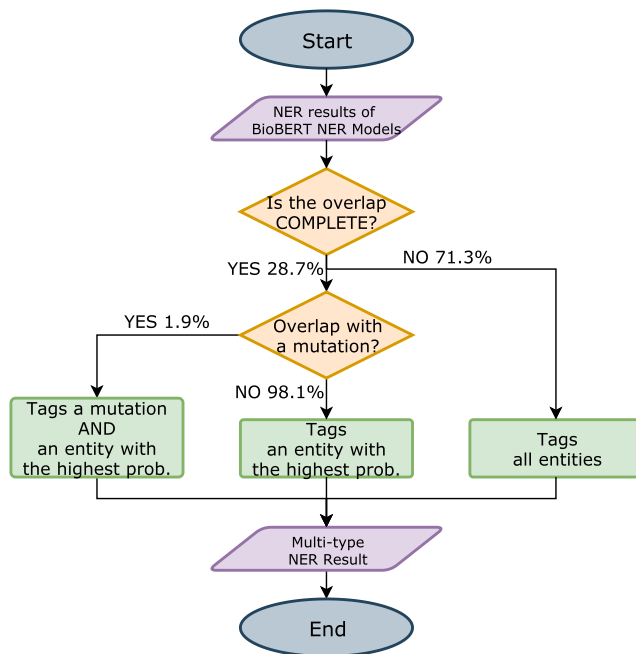 Start
NER results of
BioBERT NER Models
Is the overlap
COMPLETE?
YES 28.7%
NO 71.3%
YES 1.9%
Overlap with
a mutation?
NO 98.1%
Tags a mutation
AND
an entity with
the highest prob.
Tags
an entity with
the highest prob.
Tags
all entities
Multi-type
NER Result
End